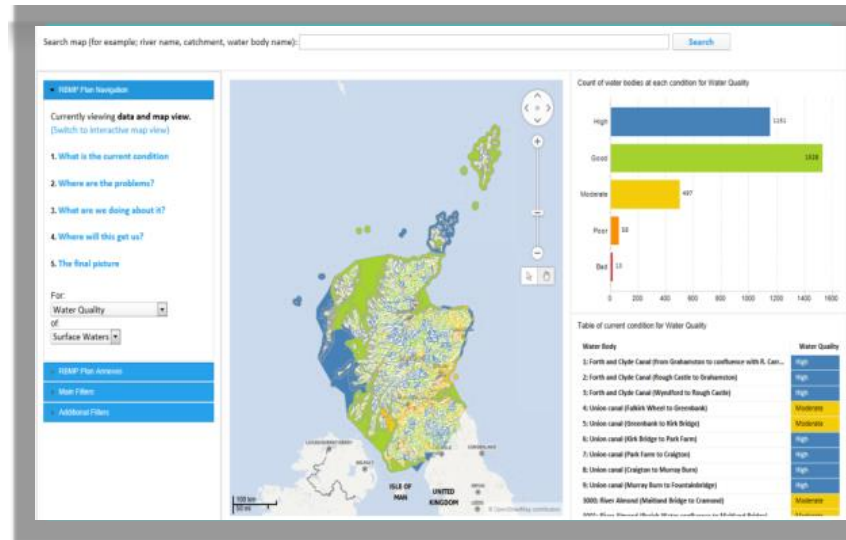 Search map (for example; river name, catchment, water body name):
Search
RBMP Plan Navigation
Currently viewing data and map view.
(Switch to interactive map view)
1. What is the current condition
2. Where are the problems?
3. What are we doing about it?
4. Where will this get us?
5. The final picture
For:
Water Quality
of:
Surface Waters
RBMP Plan Annexes
Main Filters
Additional Filters
100 km
50 mi
ISLE OF
MAN
UNITED
KINGDOM
© OpenStreetMap contributors
Count of water bodies at each condition for Water Quality
High
Good
Moderate
Poor
Bad
13
0 200 400 600 800 1000 1200 1400 1600
Table of current condition for Water Quality
Water Body Water Quality
1: Forth and Clyde Canal (from Grahamston to confluence with R. Carr... High
2: Forth and Clyde Canal (Rough Castle to Grahamston) High
3: Forth and Clyde Canal (Wyndford to Rough Castle) High
4: Union canal (Falkirk Wheel to Greenbank) Moderate
5: Union canal (Greenbank to Kirk Bridge) Moderate
6: Union canal (Kirk Bridge to Park Farm) High
7: Union canal (Park Farm to Craigton) High
8: Union canal (Craigton to Murray Burn) High
9: Union canal (Murray Burn to Fountainbridge) High
3000: River Almond (Maitland Bridge to Cramond) Moderate